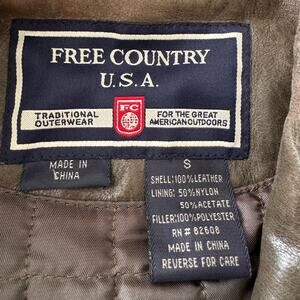 FREE COUNTRY
U.S.A.
TRADITIONAL
OUTERWEAR
FC
FOR THE GREAT
AMERICAN OUTDOORS
MADE IN
CHINA
S
SHELL:100%LEATHER
LINING: 50%NYLON
50%ACETATE
FILLER:100%POLYESTER
RN# 82608
MADE IN CHINA
REVERSE FOR CARE